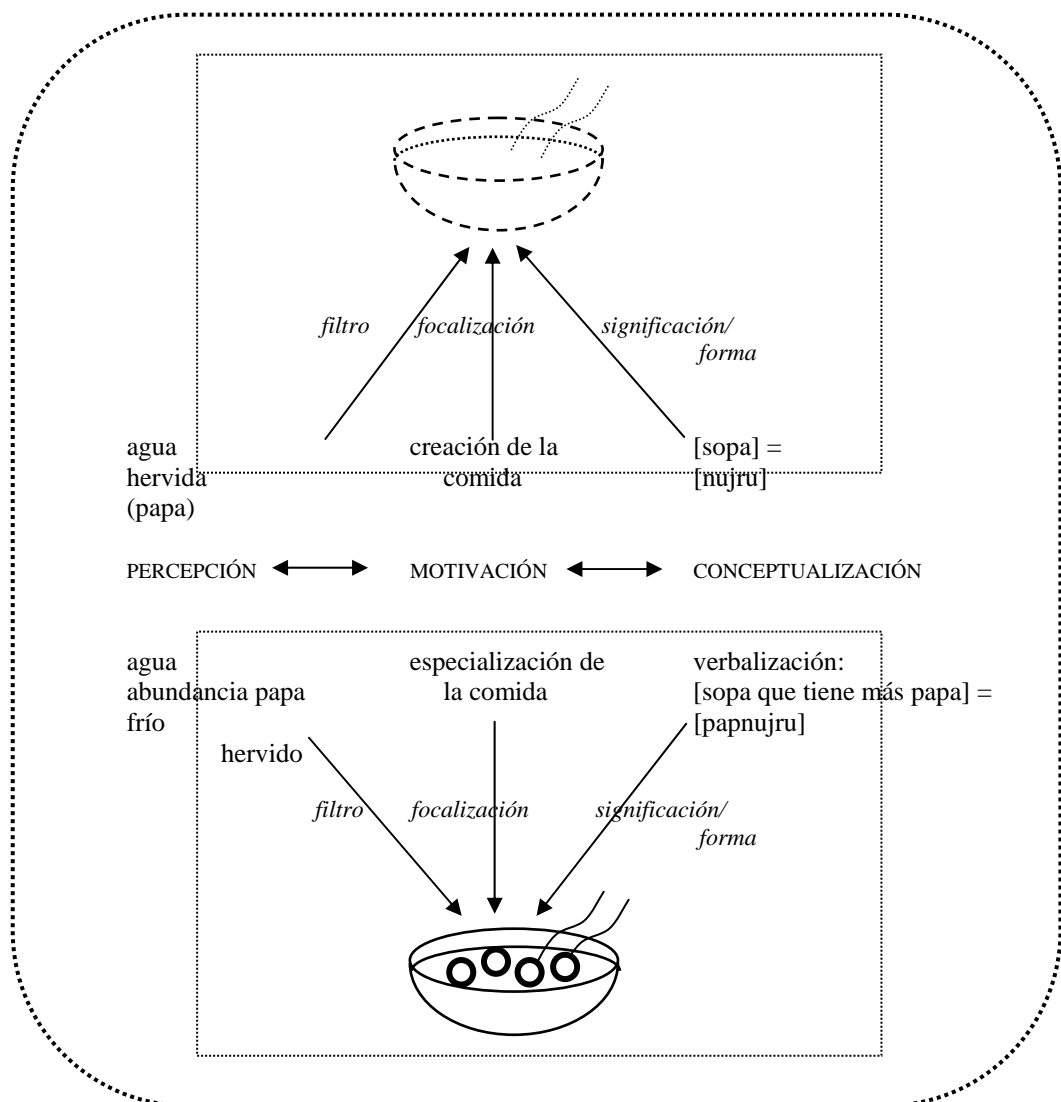 filtro focalización significación/
forma
agua creación de la [sopa] =
hervida comida [nujru]
(papa)
PERCEPCIÓN MOTIVACIÓN CONCEPTUALIZACIÓN
agua especialización de verbalización:
abundancia papa la comida [sopa que tiene más papa] =
frío [papnujru]
hervido
filtro focalización significación/
forma